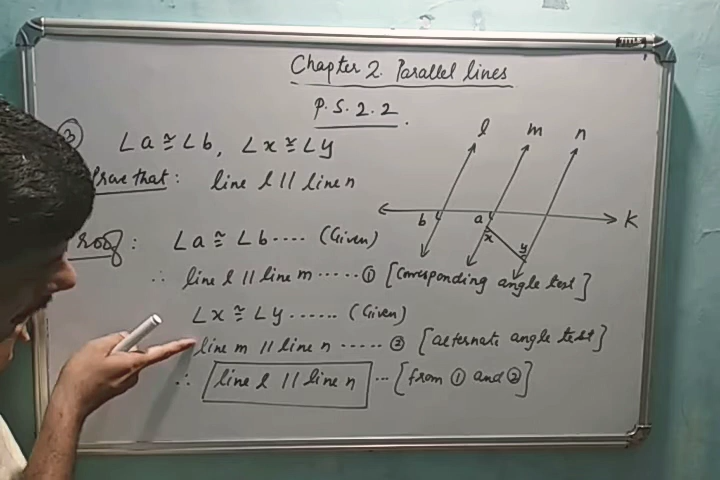 TITLE
Chapter 2. Parallel lines
P.S. 2.2.
③ ∠a ≅ ∠b, ∠x ≅ ∠y
Prove that: line l || line n
∠a ≅ ∠b .... (Given)
∴ line l || line m ...... ① [corresponding angle test]
∠x ≅ ∠y ...... (Given)
line m || line n ..... ② [alternate angle test]
∴ line l || line n ... [from ① and ②]
l m n
b a K
x y